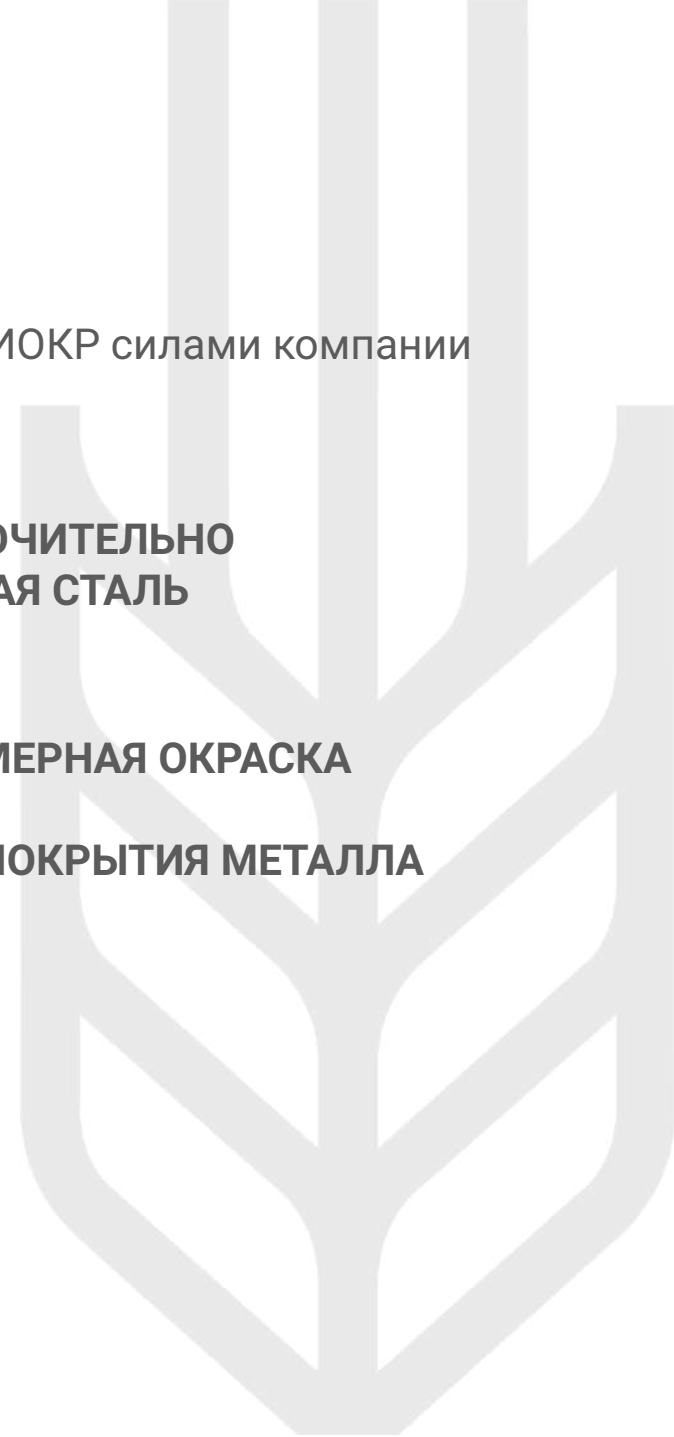 ИОКР силами компании
ОЧИТЕЛЬНО
АЯ СТАЛЬ
МЕРНАЯ ОКРАСКА
ПОКРЫТИЯ МЕТАЛЛА